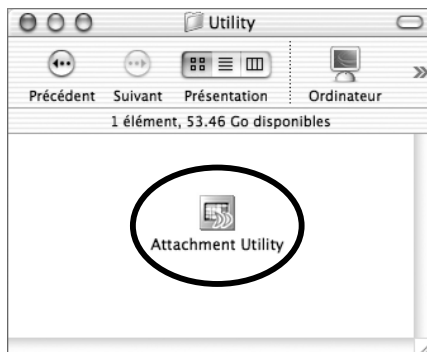 Utility
Précédent Suivant Présentation Ordinateur
1 élément, 53.46 Go disponibles
Attachment Utility